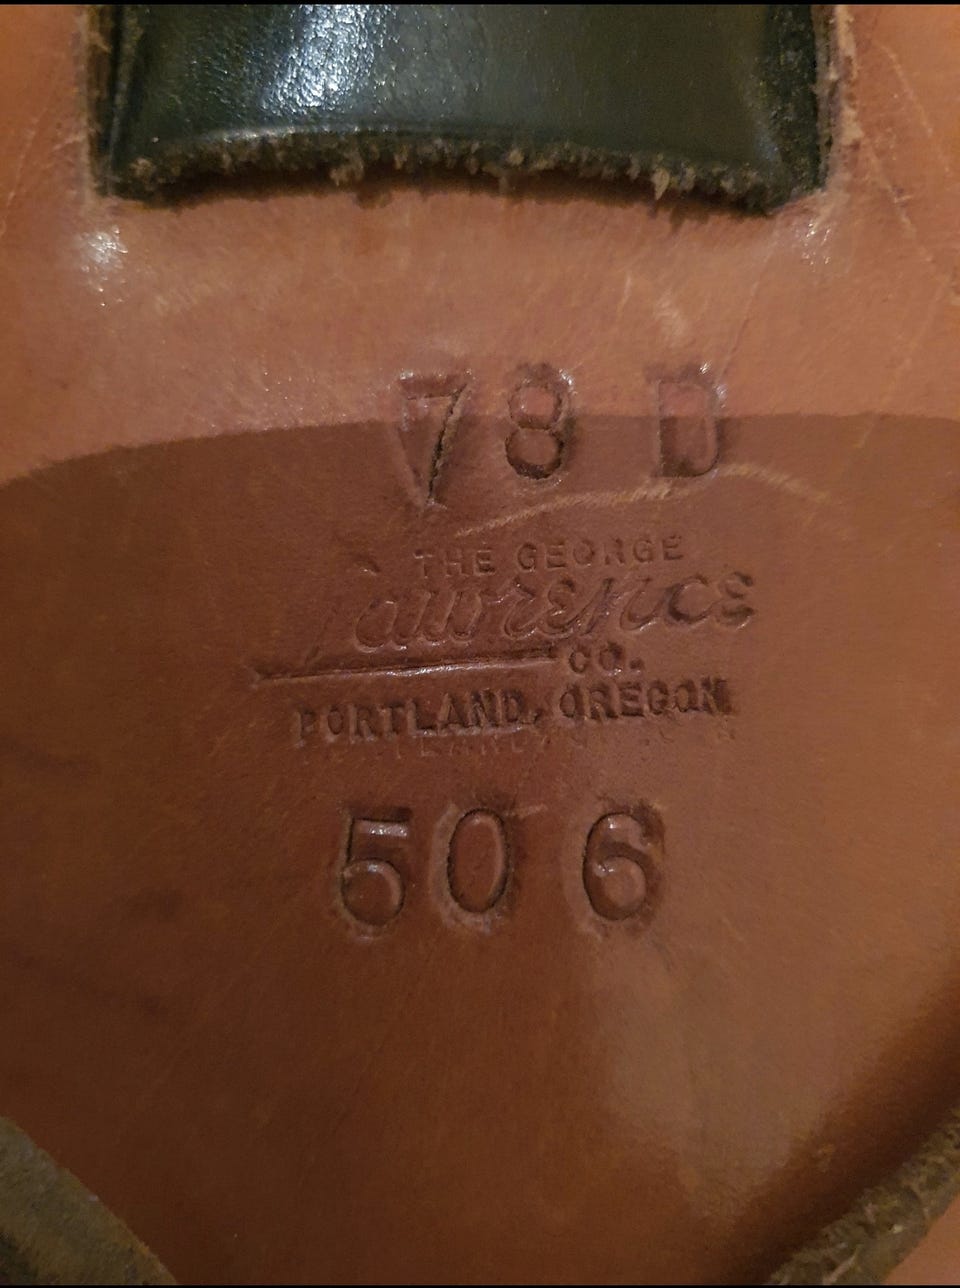 78 D
THE GEORGE
Lawrence
CO.
PORTLAND, OREGON
506